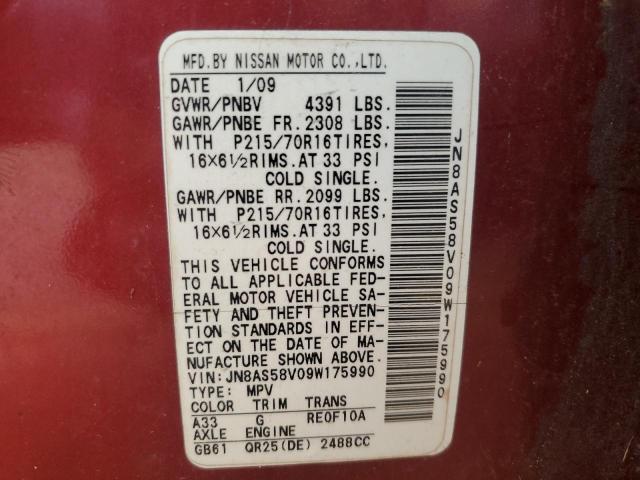 MFD.BY NISSAN MOTOR CO.,LTD.
DATE 1/09
GVWR/PNBV 4391 LBS.
GAWR/PNBE FR.2308 LBS.
WITH P215/70R16TIRES,
16X6½RIMS.AT 33 PSI
COLD SINGLE.
GAWR/PNBE RR.2099 LBS.
WITH P215/70R16TIRES,
16X6½RIMS.AT 33 PSI
COLD SINGLE.
THIS VEHICLE CONFORMS
TO ALL APPLICABLE FED-
ERAL MOTOR VEHICLE SA-
FETY AND THEFT PREVEN-
TION STANDARDS IN EFF-
ECT ON THE DATE OF MA-
NUFACTURE SHOWN ABOVE.
VIN:JN8AS58V09W175990
TYPE: MPV
COLOR TRIM TRANS
A33 G RE0F10A
AXLE ENGINE
GB61 QR25(DE) 2488CC
JN8AS58V09W175990